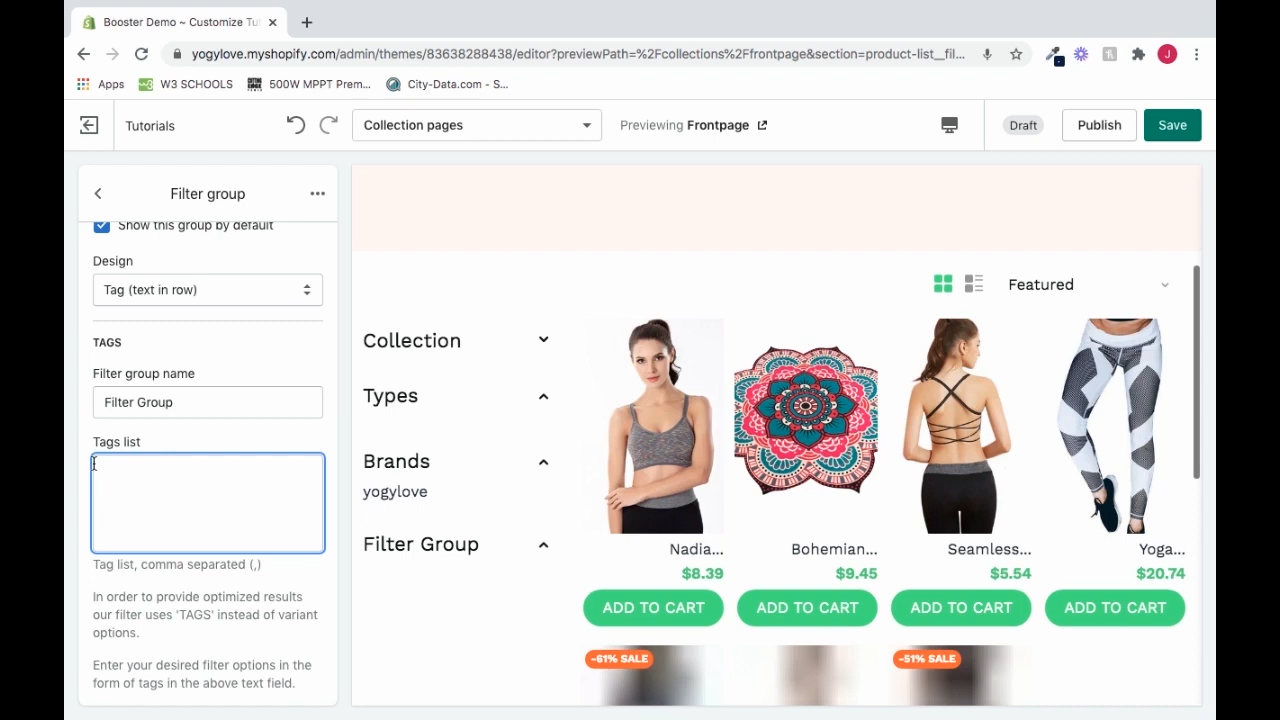 Booster Demo ~ Customize Tu
yogylove.myshopify.com/admin/themes/83638288438/editor?previewPath=%2Fcollections%2Ffrontpage&section=product-list__fil...
J
Apps
W3 SCHOOLS
500W MPPT Prem...
City-Data.com - S...
Tutorials
Collection pages
Previewing Frontpage
Draft
Publish
Save
Filter group
Show this group by default
Design
Tag (text in row)
TAGS
Filter group name
Filter Group
Tags list
Tag list, comma separated (,)
In order to provide optimized results
our filter uses 'TAGS' instead of variant
options.
Enter your desired filter options in the
form of tags in the above text field.
Featured
Collection
Types
Brands
yogylove
Filter Group
Nadia...
$8.39
ADD TO CART
Bohemian...
$9.45
ADD TO CART
Seamless...
$5.54
ADD TO CART
Yoga...
$20.74
ADD TO CART
-61% SALE
-51% SALE